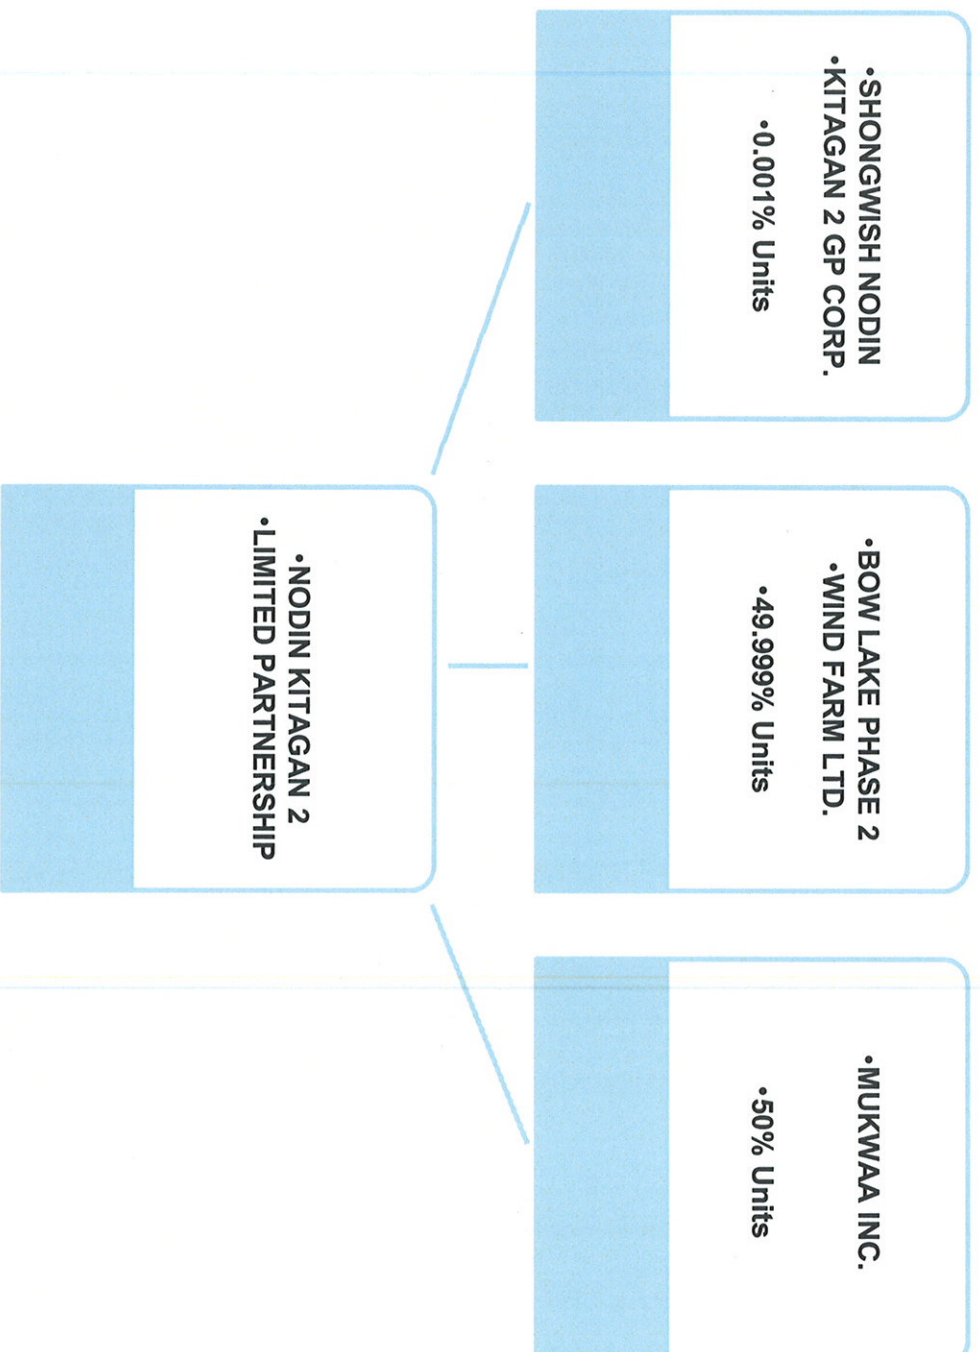 •SHONGWISH NODIN
•KITAGAN 2 GP CORP.
•0.001% Units
•BOW LAKE PHASE 2
•WIND FARM LTD.
•49.999% Units
•MUKWAA INC.
•50% Units
•NODIN KITAGAN 2
•LIMITED PARTNERSHIP